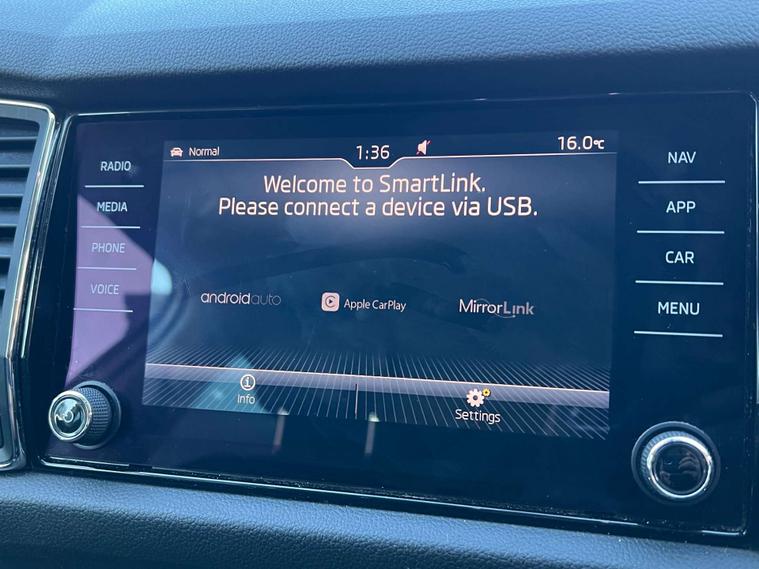 RADIO
MEDIA
PHONE
VOICE
Normal
1:36
16.0°C
Welcome to SmartLink.
Please connect a device via USB.
androidauto
Apple CarPlay
MirrorLink
Info
Settings
NAV
APP
CAR
MENU